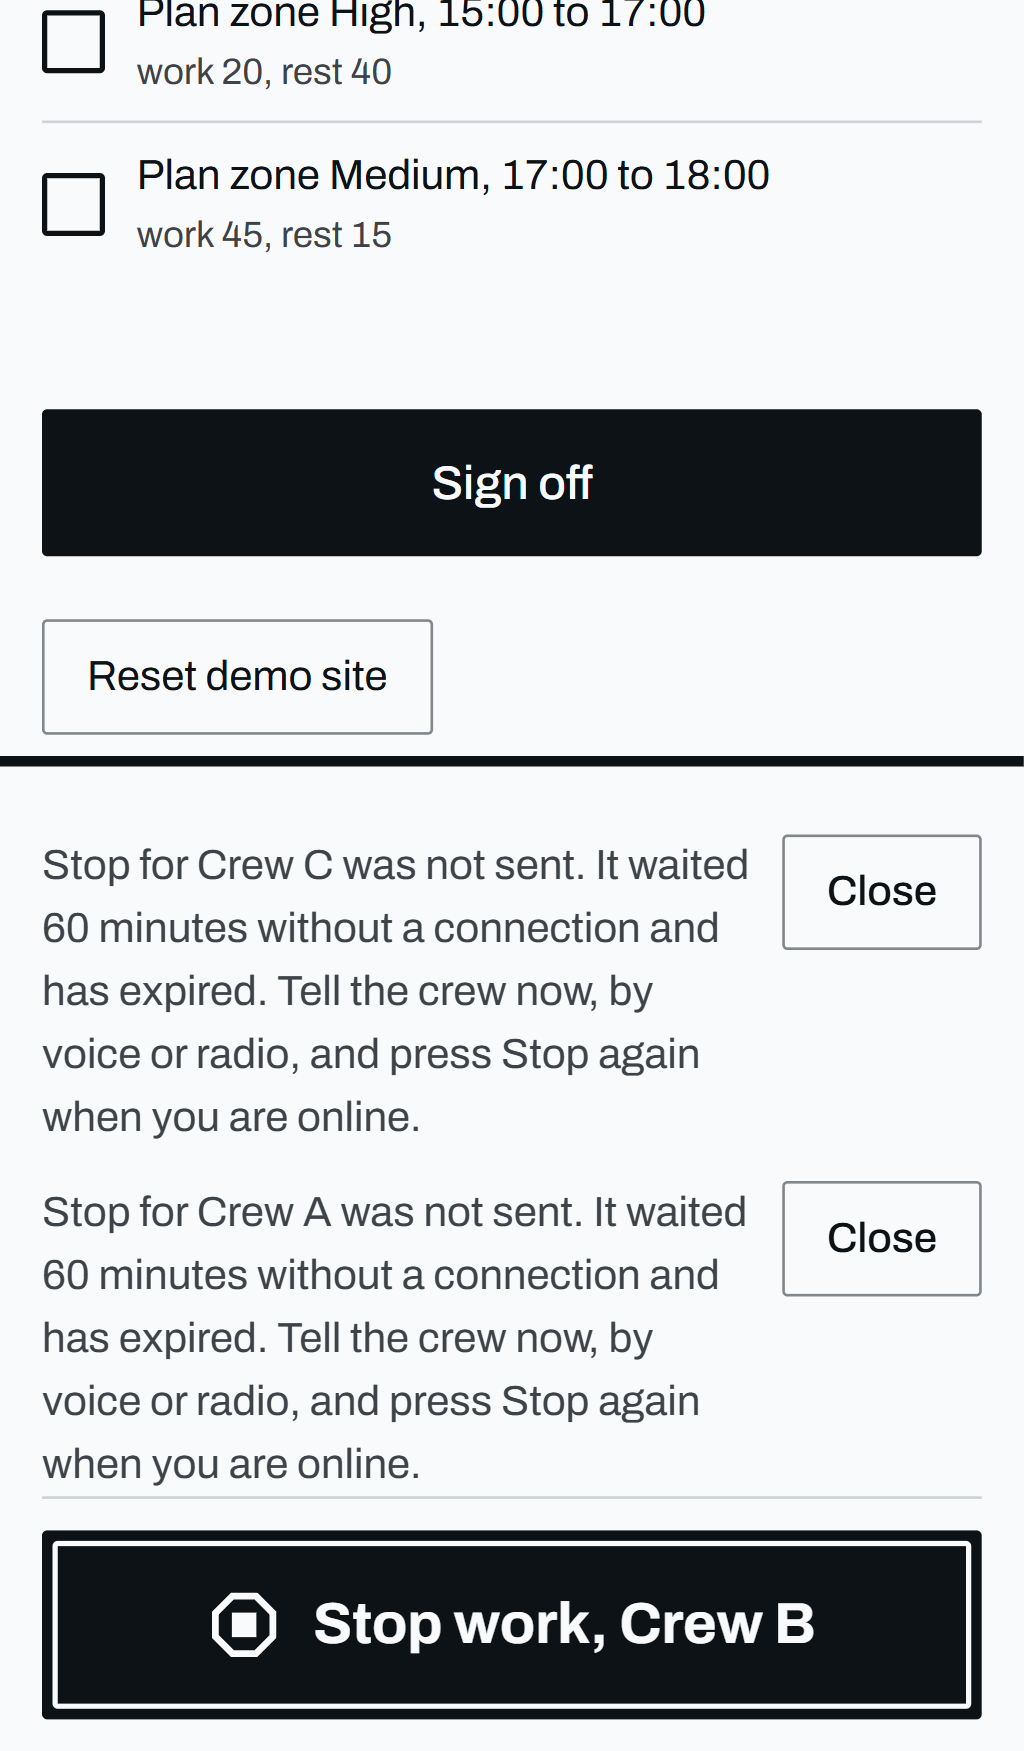 Plan zone High, 15:00 to 17:00
work 20, rest 40
Plan zone Medium, 17:00 to 18:00
work 45, rest 15
Sign off
Reset demo site
Stop for Crew C was not sent. It waited
60 minutes without a connection and
has expired. Tell the crew now, by
voice or radio, and press Stop again
when you are online.
Close
Stop for Crew A was not sent. It waited
60 minutes without a connection and
has expired. Tell the crew now, by
voice or radio, and press Stop again
when you are online.
Close
Stop work, Crew B